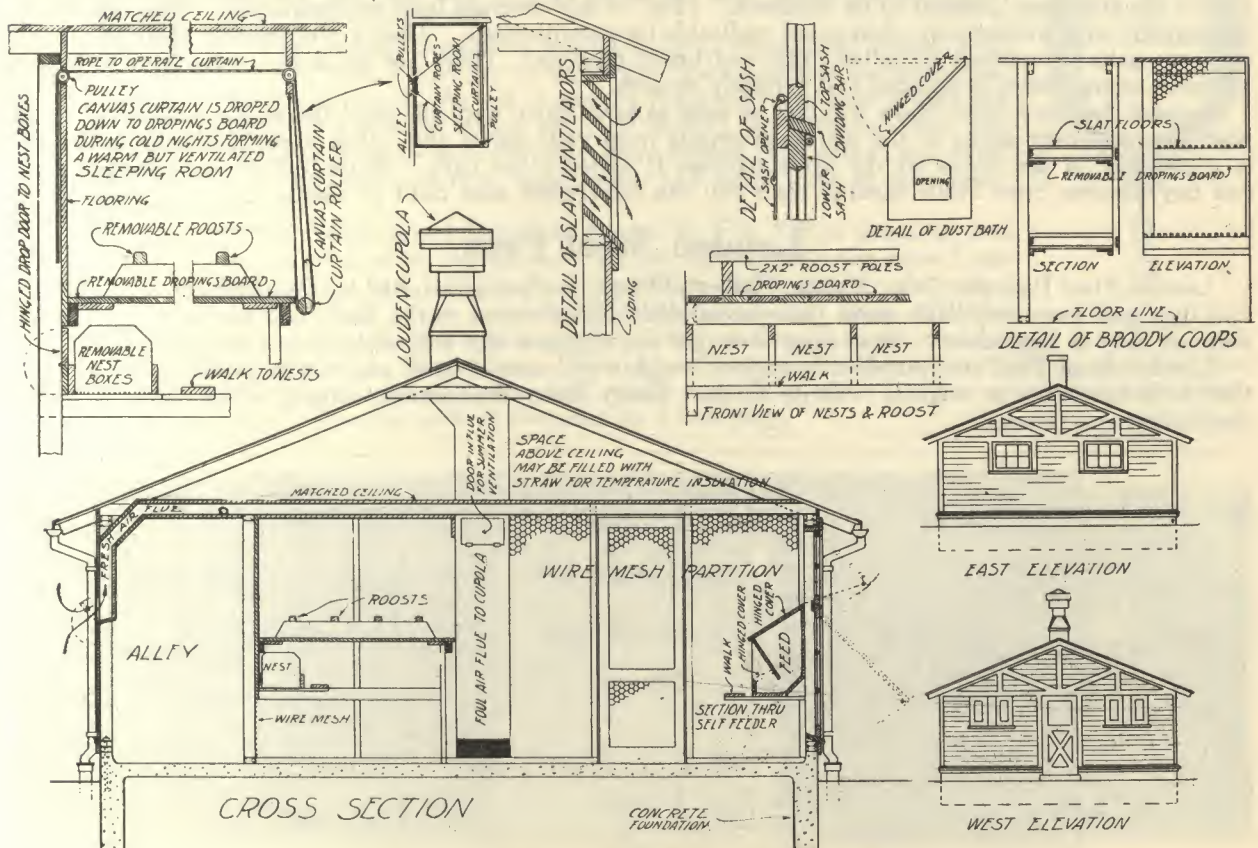 MATCHED CEILING
ROPE TO OPERATE CURTAIN
PULLEY
CANVAS CURTAIN IS DROPED
DOWN TO DROPINGS BOARD
DURING COLD NIGHTS FORMING
A WARM BUT VENTILATED
SLEEPING ROOM
FLOORING
REMOVABLE ROOSTS
REMOVABLE DROPINGS BOARD
HINGED DROP DOOR TO NEST BOXES
REMOVABLE
NEST
BOXES
WALK TO NESTS
CANVAS CURTAIN
CURTAIN ROLLER
ALLEY
PULLEYS
CURTAIN ROPES
SLEEPING ROOM
CURTAIN
PULLEY
LOUDEN CUPOLA
DETAIL OF SLAT VENTILATORS
SIDING
DETAIL OF SASH
SASH OPENER
TOP SASH
DIVIDING BAR
LOWER
SASH
HINGED COVER
OPENING
DETAIL OF DUST BATH
2X2" ROOST POLES
DROPINGS BOARD
NEST
NEST
NEST
WALK
FRONT VIEW OF NESTS & ROOST
SLAT FLOORS
REMOVABLE DROPINGS BOARD
SECTION
ELEVATION
FLOOR LINE
DETAIL OF BROODY COOPS
DOOR IN FLUE
FOR SUMMER
VENTILATION
SPACE
ABOVE CEILING
MAY BE FILLED WITH
STRAW FOR TEMPERATURE INSULATION
MATCHED CEILING
FRESH AIR FLUE
ALLEY
ROOSTS
NEST
WIRE MESH
FOUL AIR FLUE TO CUPOLA
WIRE MESH PARTITION
WALK
HINGED COVER
HINGED COVER
FEED
SECTION THRU
SELF FEEDER
CROSS SECTION
CONCRETE
FOUNDATION
EAST ELEVATION
WEST ELEVATION